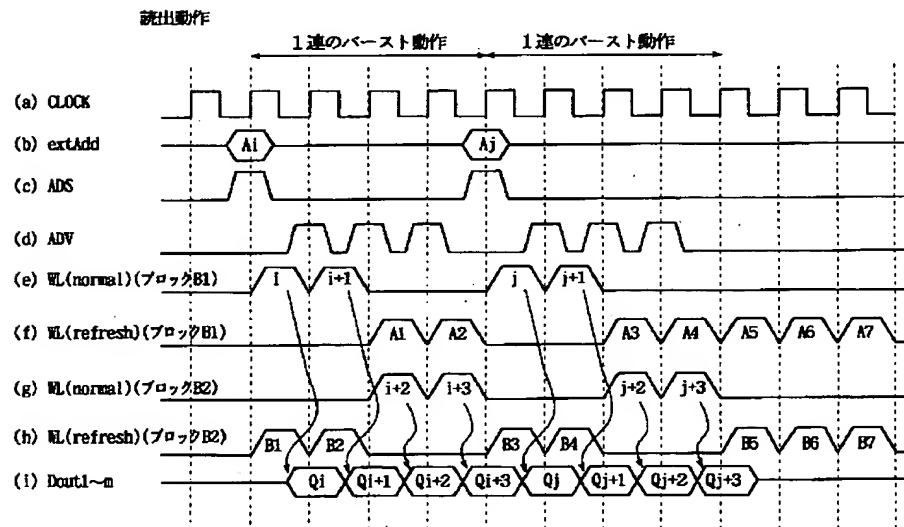 読出動作
1連のバースト動作 1連のバースト動作
(a) CLOCK
(b) extAdd Ai Aj
(c) ADS
(d) ADV
(e) WL(normal)(ブロックB1) i i+1 j j+1
(f) WL(refresh)(ブロックB1) A1 A2 A3 A4 A5 A6 A7
(g) WL(normal)(ブロックB2) i+2 i+3 j+2 j+3
(h) WL(refresh)(ブロックB2) B1 B2 B3 B4 B5 B6 B7
(i) Dout1~m Qi Qi+1 Qi+2 Qi+3 Qj Qj+1 Qj+2 Qj+3